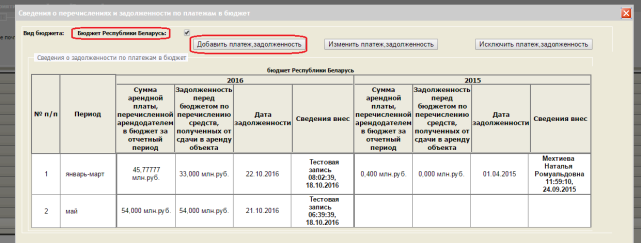 Сведения о перечислениях и задолженности по платежам в бюджет
Вид бюджета: Бюджет Республики Беларусь:
Добавить платеж,задолженность Изменить платеж,задолженность Исключить платеж,задолженность
Сведения о задолженности по платежам в бюджет
бюджет Республики Беларусь
№ п/п Период 2016 2015
Сумма арендной платы, перечисленной арендодателем в бюджет за отчетный период
Задолженность перед бюджетом по перечислению средств, полученных от сдачи в аренду объекта
Дата задолженности
Сведения внес
Сумма арендной платы, перечисленной арендодателем в бюджет за отчетный период
Задолженность перед бюджетом по перечислению средств, полученных от сдачи в аренду объекта
Дата задолженности
Сведения внес
1 январь-март 45,77777 млн.руб. 33,000 млн.руб. 22.10.2016 Тестовая запись 08:02:39, 18.10.2016 0,400 млн.руб. 0,000 млн.руб. 01.04.2015 Мехтиева Наталья Ромуальдовна 11:59:10, 24.09.2015
2 май 54,000 млн.руб. 54,000 млн.руб. 21.10.2016 Тестовая запись 06:39:39, 18.10.2016